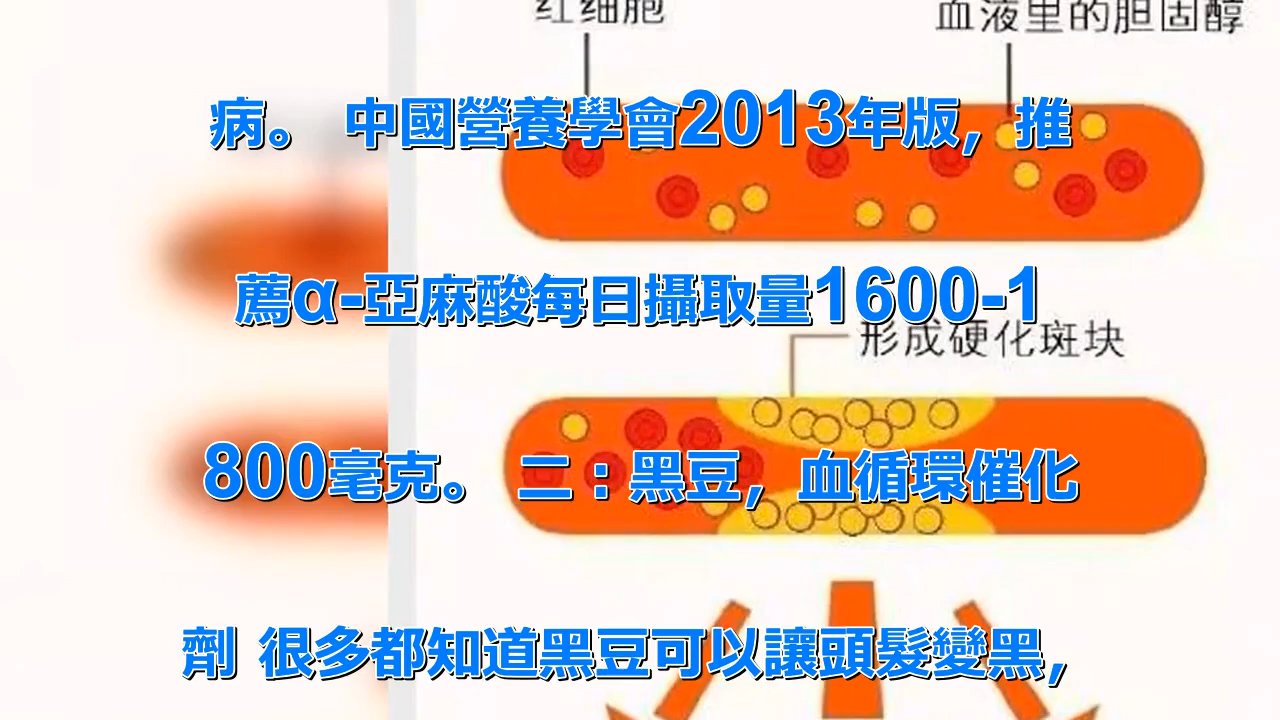 红细胞
血液里的胆固醇
病。 中國營養學會2013年版，推
薦α-亞麻酸每日攝取量1600-1
形成硬化斑块
800毫克。 二：黑豆，血循環催化
劑 很多都知道黑豆可以讓頭髮變黑，